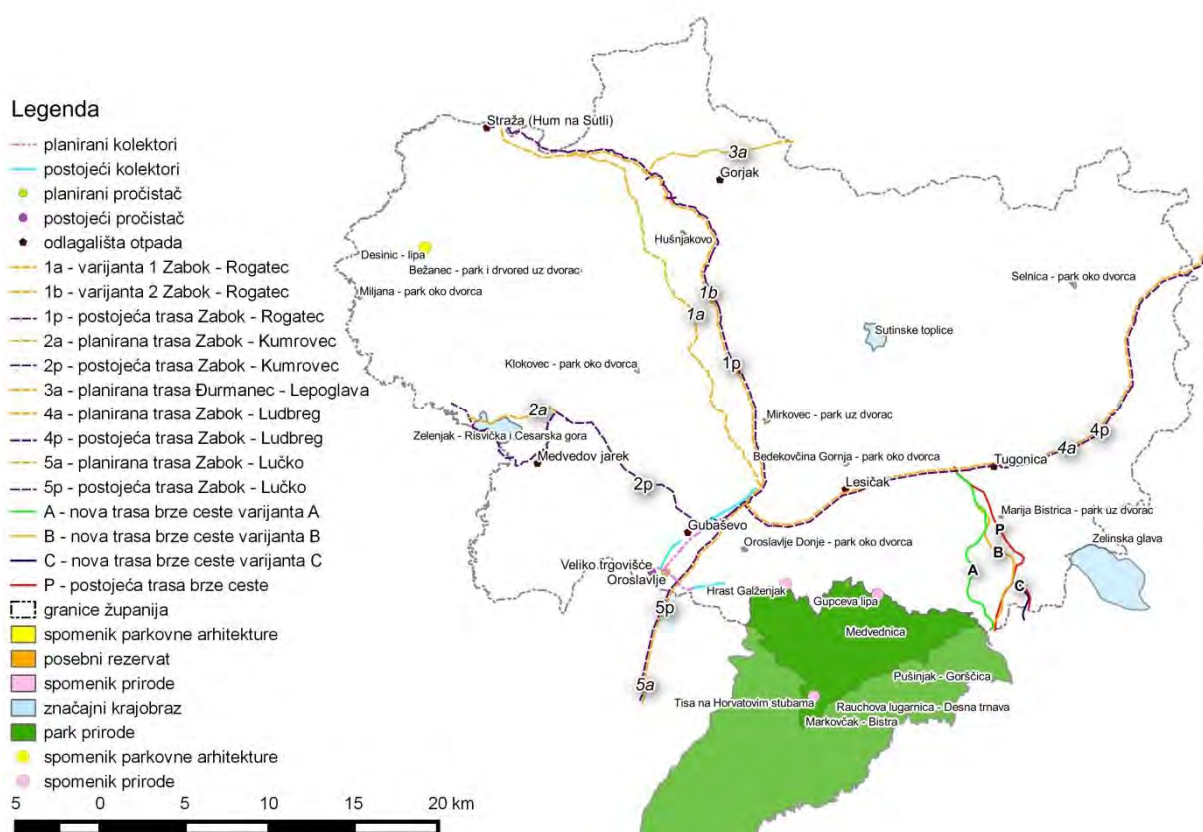 Legenda
planirani kolektori
postojeći kolektori
planirani pročistač
postojeći pročistač
odlagališta otpada
1a - varijanta 1 Zabok - Rogatec
1b - varijanta 2 Zabok - Rogatec
1p - postojeća trasa Zabok - Rogatec
2a - planirana trasa Zabok - Kumrovec
2p - postojeća trasa Zabok - Kumrovec
3a - planirana trasa Đurmanec - Lepoglava
4a - planirana trasa Zabok - Ludbreg
4p - postojeća trasa Zabok - Ludbreg
5a - planirana trasa Zabok - Lučko
5p - postojeća trasa Zabok - Lučko
A - nova trasa brze ceste varijanta A
B - nova trasa brze ceste varijanta B
C - nova trasa brze ceste varijanta C
P - postojeća trasa brze ceste
granice županija
spomenik parkovne arhitekture
posebni rezervat
spomenik prirode
značajni krajobraz
park prirode
spomenik parkovne arhitekture
spomenik prirode
5 0 5 10 20 km
Straža (Hum na Sutli)
3a
Gorjak
Hušnjakovo
Desinic - lipa
Bežanec - park i drvored uz dvorac
Miljana - park oko dvorca
Selnica - park oko dvorca
1b
1a
Sutinske toplice
1p
Klokovec - park oko dvorca
2a
Mirkovec - park uz dvorac
Zelenjak - Risvička i Cesarska gora
Medvedov jarek
4p
4a
Bedekovčina Gornja - park oko dvorca
Tugonica
2p
Lesičak
Marija Bistrica - park uz dvorac
Gubaševo
P
Zelinska glava
Oroslavje Donje - park oko dvorca
B
Veliko trgovišće
A
Oroslavlje
C
Hrast Galženjak
Gupceva lipa
5p
Medvednica
Pušinjak - Gorščica
5a
Tisa na Horvatovim stubama
Rauchova lugarnica - Desna trnava
Markovčak - Bistra